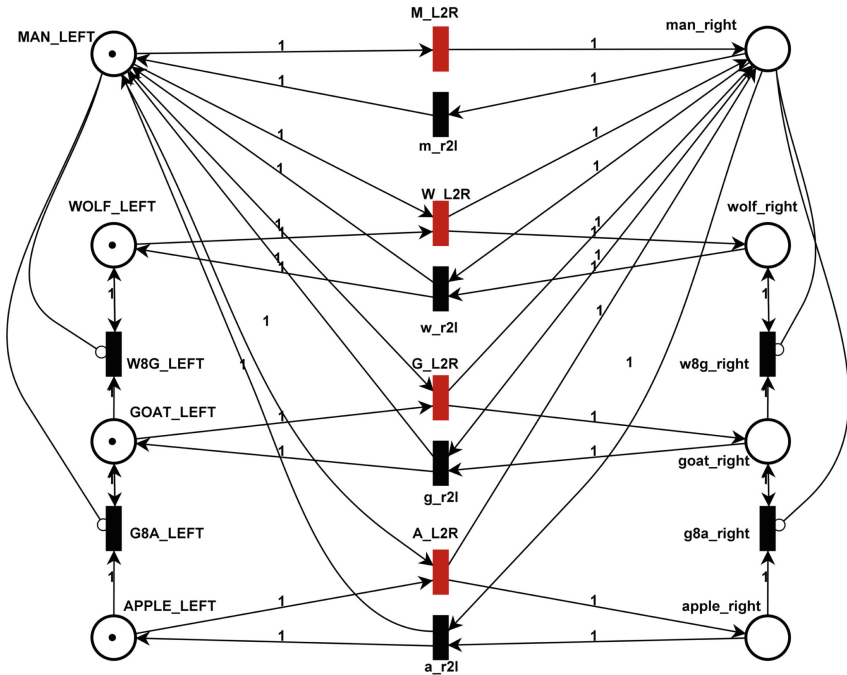 M_L2R
MAN_LEFT
man_right
1
1
1
1
m_r2l
1
1
W_L2R
WOLF_LEFT
wolf_right
1
1
1
1
1
1
1
1
w_r2l
1
1
1
1
W8G_LEFT
G_L2R
w8g_right
1
1
GOAT_LEFT
1
1
1
1
g_r2l
goat_right
1
1
G8A_LEFT
A_L2R
g8a_right
1
1
APPLE_LEFT
apple_right
1
1
1
a_r2l